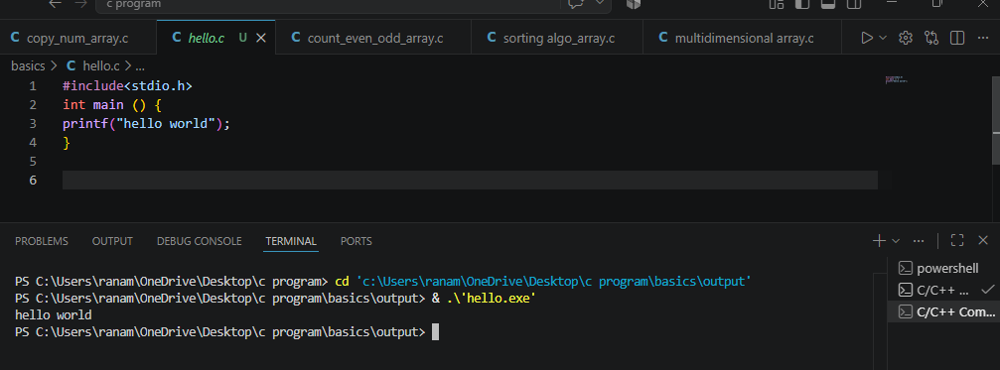 c program
C copy_num_array.c C hello.c U C count_even_odd_array.c C sorting algo_array.c C multidimensional array.c
basics > C hello.c > ...
1 #include<stdio.h>
2 int main () {
3 printf("hello world");
4 }
5
6
PROBLEMS OUTPUT DEBUG CONSOLE TERMINAL PORTS
PS C:\Users\ranam\OneDrive\Desktop\c program> cd 'c:\Users\ranam\OneDrive\Desktop\c program\basics\output'
PS C:\Users\ranam\OneDrive\Desktop\c program\basics\output> & .\'hello.exe'
hello world
PS C:\Users\ranam\OneDrive\Desktop\c program\basics\output>
powershell
C/C++ ...
C/C++ Com...